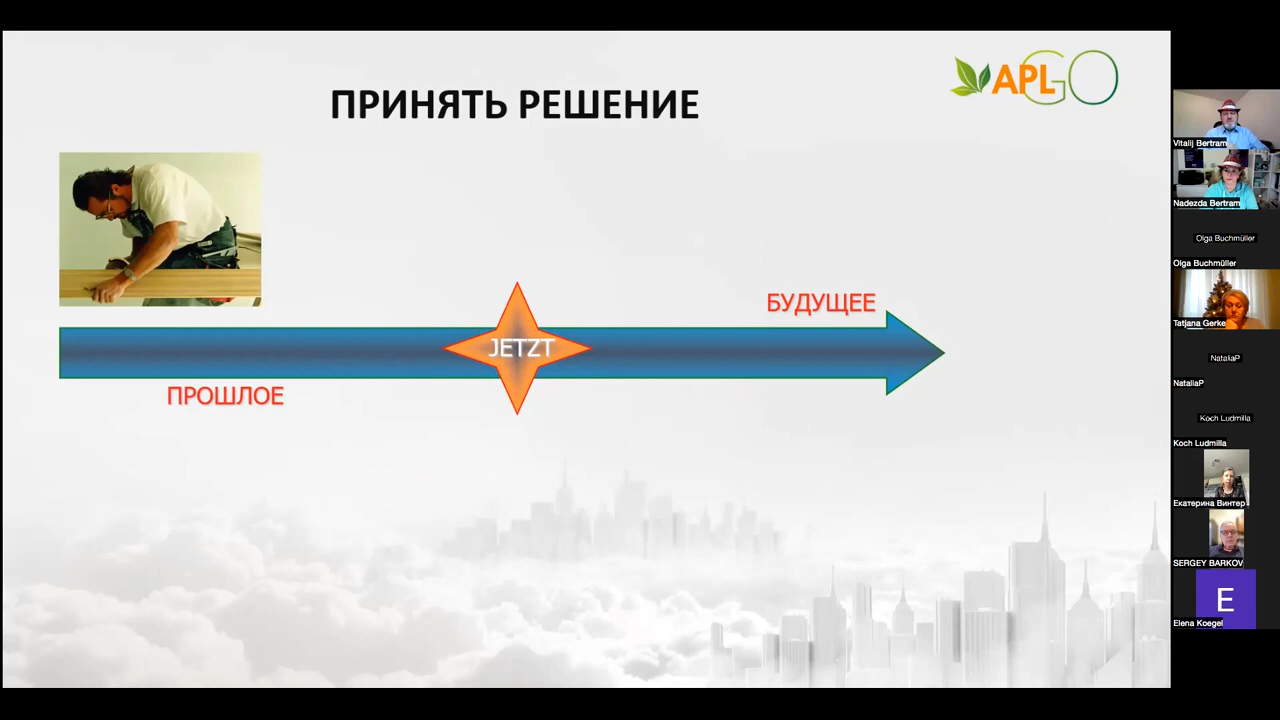 APLGO
ПРИНЯТЬ РЕШЕНИЕ
БУДУЩЕЕ
JETZT
ПРОШЛОЕ
Vitalij Bertram
Nadezda Bertram
Olga Buchmüller
Olga Buchmüller
Tatjana Gerke
NataliaP
NataliaP
Koch Ludmilla
Koch Ludmilla
Екатерина Винтер
SERGEY BARKOV
E
Elena Koegel